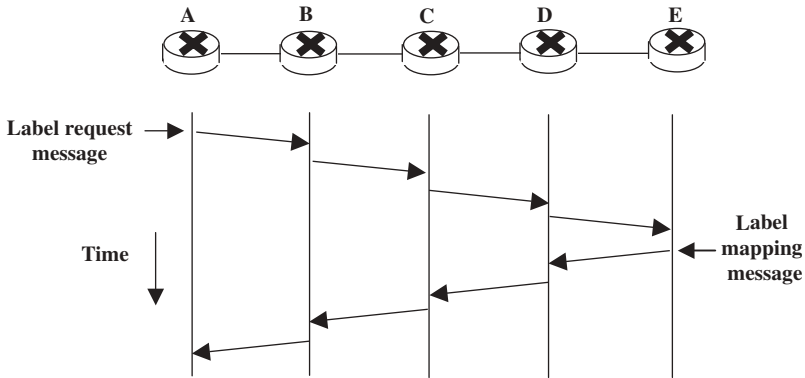 A B C D E
Label request
message
Time
Label
mapping
message